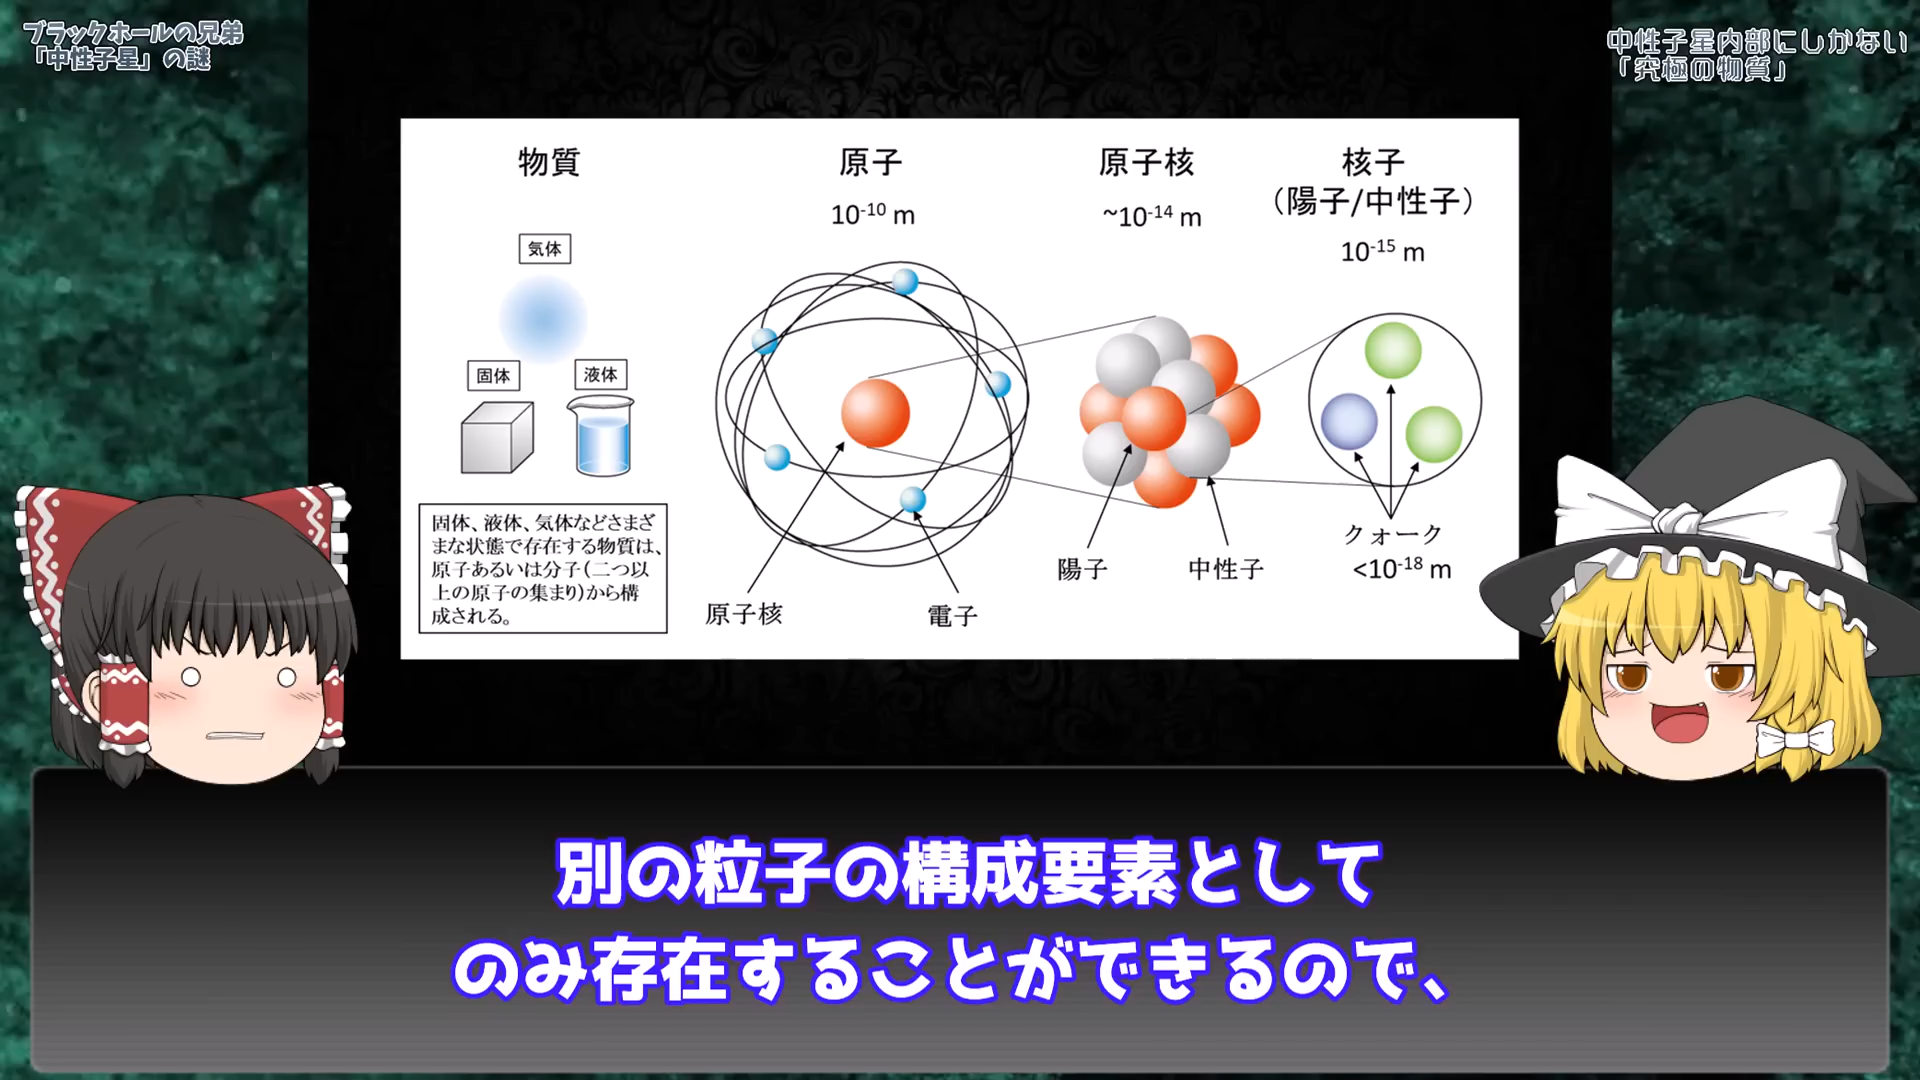 ブラックホールの兄弟
「中性子星」の謎
中性子星内部にしかない
「究極の物質」
物質
気体
固体
液体
固体、液体、気体などさまざ
まな状態で存在する物質は、
原子あるいは分子(二つ以
上の原子の集まり)から構
成される。
原子
10⁻¹⁰ m
原子核
電子
原子核
~10⁻¹⁴ m
陽子
中性子
核子
（陽子/中性子）
10⁻¹⁵ m
クォーク
<10⁻¹⁸ m
別の粒子の構成要素として
のみ存在することができるので、